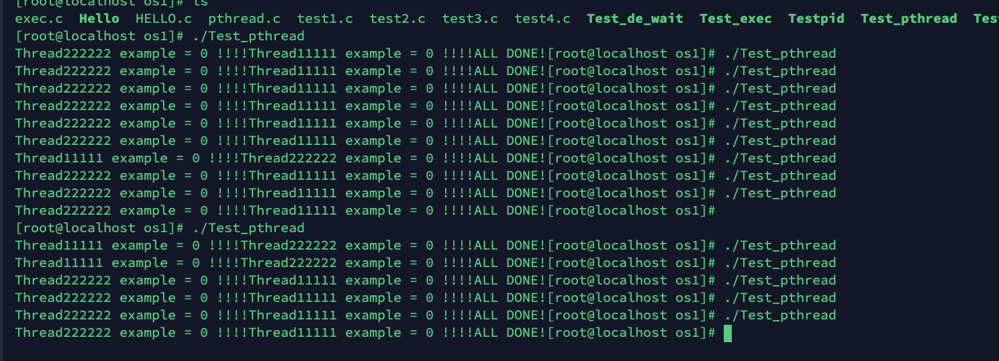 [root@localhost os1]# ls
exec.c Hello HELLO.c pthread.c test1.c test2.c test3.c test4.c Test_de_wait Test_exec Testpid Test_pthread
[root@localhost os1]# ./Test_pthread
Thread222222 example = 0 !!!!Thread11111 example = 0 !!!!ALL DONE![root@localhost os1]# ./Test_pthread
Thread222222 example = 0 !!!!Thread11111 example = 0 !!!!ALL DONE![root@localhost os1]# ./Test_pthread
Thread222222 example = 0 !!!!Thread11111 example = 0 !!!!ALL DONE![root@localhost os1]# ./Test_pthread
Thread222222 example = 0 !!!!Thread11111 example = 0 !!!!ALL DONE![root@localhost os1]# ./Test_pthread
Thread222222 example = 0 !!!!Thread11111 example = 0 !!!!ALL DONE![root@localhost os1]# ./Test_pthread
Thread222222 example = 0 !!!!Thread11111 example = 0 !!!!ALL DONE![root@localhost os1]# ./Test_pthread
Thread11111 example = 0 !!!!Thread222222 example = 0 !!!!ALL DONE![root@localhost os1]# ./Test_pthread
Thread222222 example = 0 !!!!Thread11111 example = 0 !!!!ALL DONE![root@localhost os1]# ./Test_pthread
Thread222222 example = 0 !!!!Thread11111 example = 0 !!!!ALL DONE![root@localhost os1]# ./Test_pthread
Thread222222 example = 0 !!!!Thread11111 example = 0 !!!!ALL DONE![root@localhost os1]#
[root@localhost os1]# ./Test_pthread
Thread11111 example = 0 !!!!Thread222222 example = 0 !!!!ALL DONE![root@localhost os1]# ./Test_pthread
Thread11111 example = 0 !!!!Thread222222 example = 0 !!!!ALL DONE![root@localhost os1]# ./Test_pthread
Thread222222 example = 0 !!!!Thread11111 example = 0 !!!!ALL DONE![root@localhost os1]# ./Test_pthread
Thread222222 example = 0 !!!!Thread11111 example = 0 !!!!ALL DONE![root@localhost os1]# ./Test_pthread
Thread222222 example = 0 !!!!Thread11111 example = 0 !!!!ALL DONE![root@localhost os1]# ./Test_pthread
Thread222222 example = 0 !!!!Thread11111 example = 0 !!!!ALL DONE![root@localhost os1]#